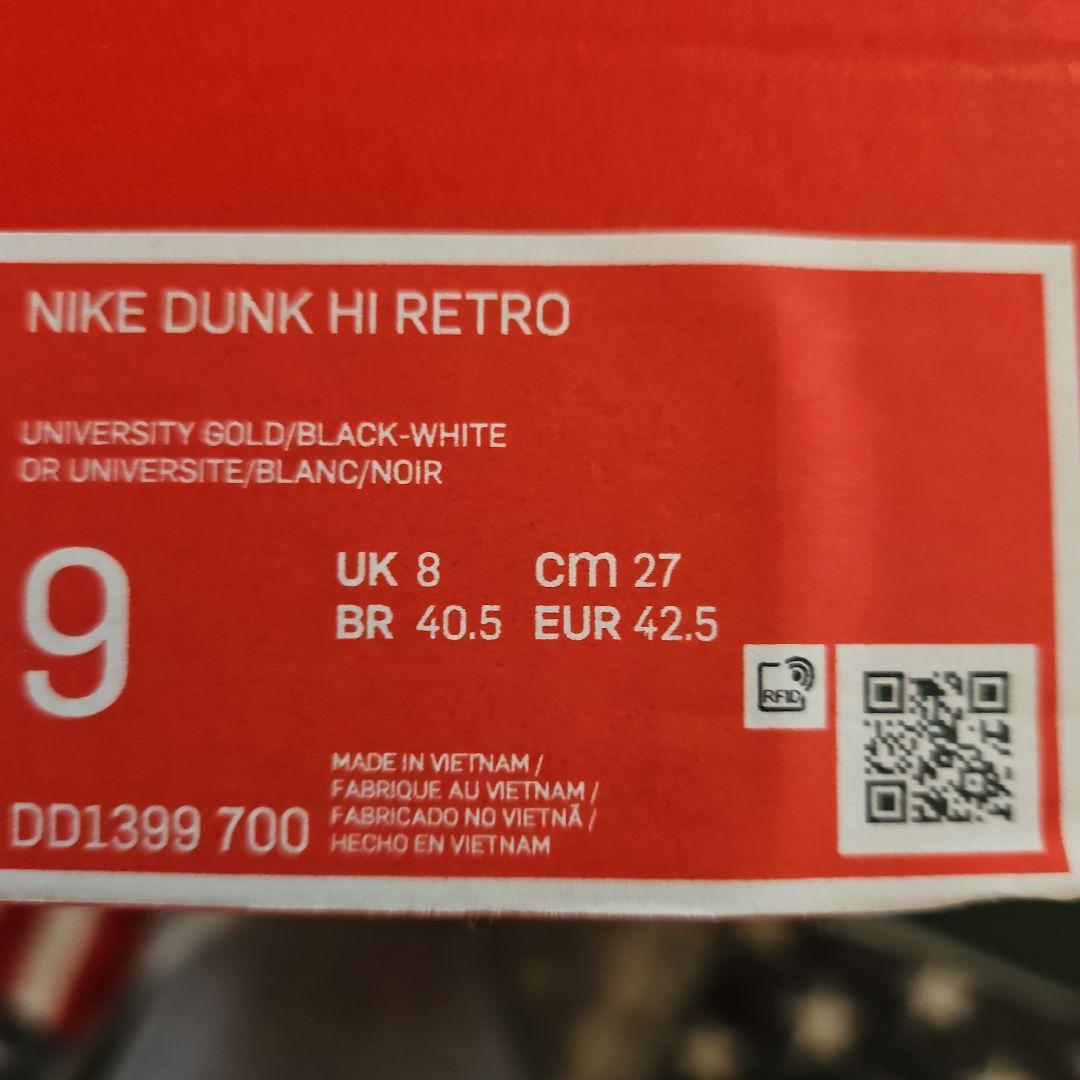 NIKE DUNK HI RETRO
UNIVERSITY GOLD/BLACK-WHITE
OR UNIVERSITE/BLANC/NOIR
9
UK 8 cm 27
BR 40.5 EUR 42.5
RFID
DD1399 700
MADE IN VIETNAM /
FABRIQUE AU VIETNAM /
FABRICADO NO VIETNÃ /
HECHO EN VIETNAM